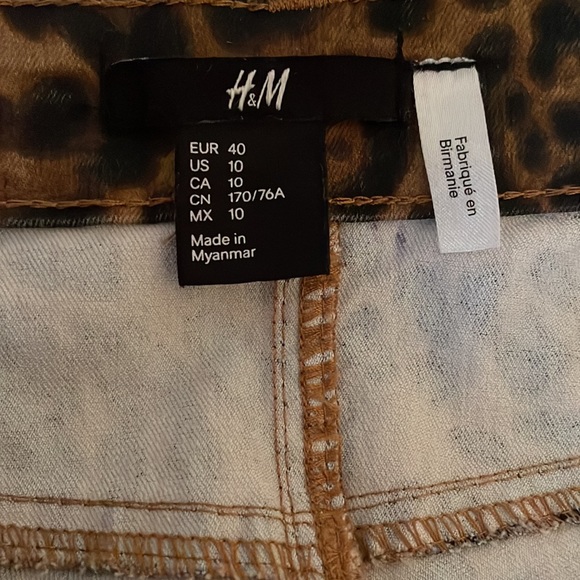 H&M
EUR 40
US 10
CA 10
CN 170/76A
MX 10
Made in
Myanmar
Fabriqué en
Birmanie